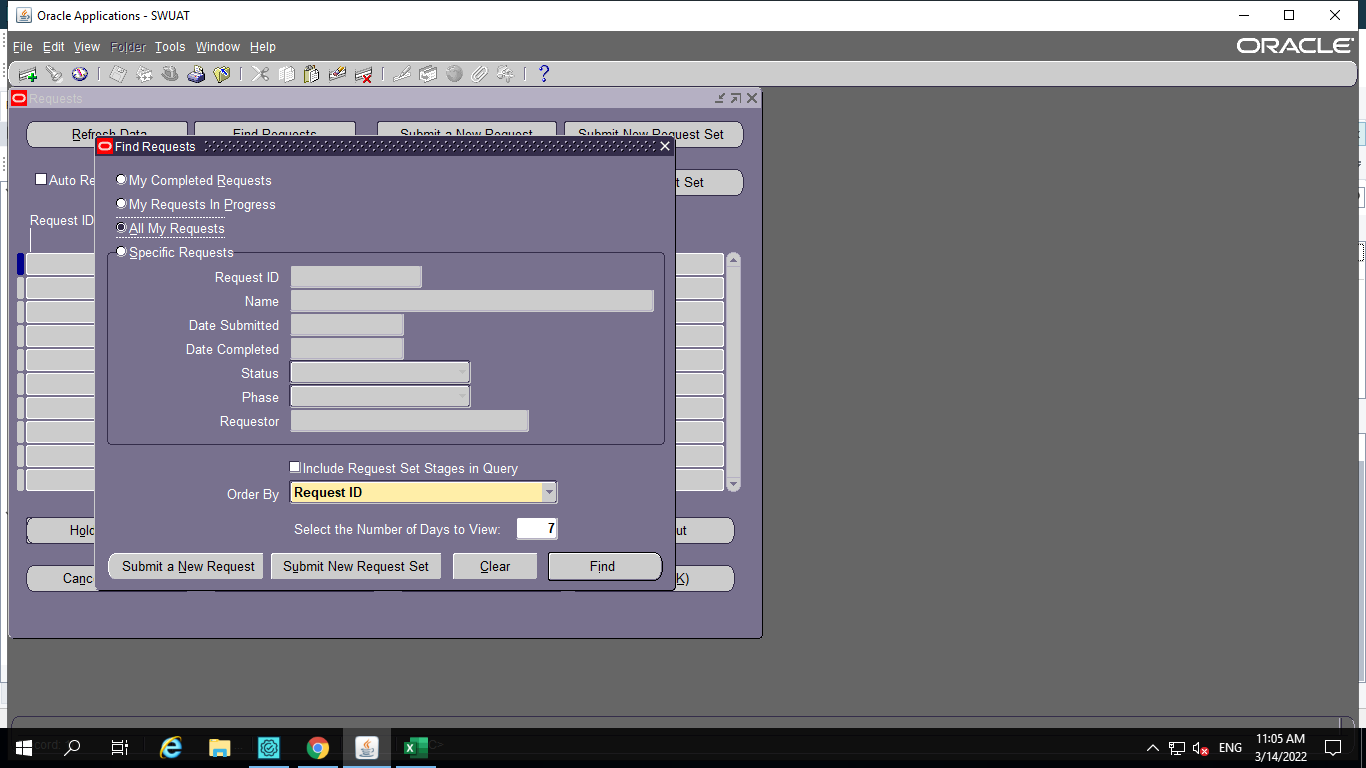 Oracle Applications - SWUAT
File Edit View Folder Tools Window Help
ORACLE
Requests
Refresh Data Find Requests Submit a New Request Submit New Request Set
Find Requests
Auto Re
t Set
My Completed Requests
My Requests In Progress
Request ID
All My Requests
Specific Requests
Request ID
Name
Date Submitted
Date Completed
Status
Phase
Requestor
Include Request Set Stages in Query
Order By Request ID
Select the Number of Days to View: 7
Hold
ut
Submit a New Request Submit New Request Set Clear Find
Canc
K)
11:05 AM
ENG
3/14/2022